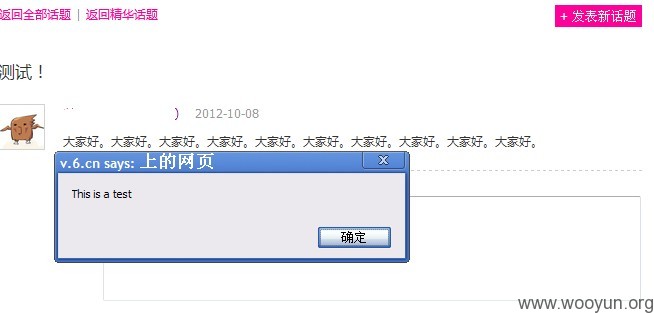 返回全部话题 | 返回精华话题
+ 发表新话题
测试！
) 2012-10-08
大家好。大家好。大家好。大家好。大家好。大家好。大家好。大家好。大家好。大家好。
v.6.cn says: 上的网页
This is a test
确定
www.wooyun.org